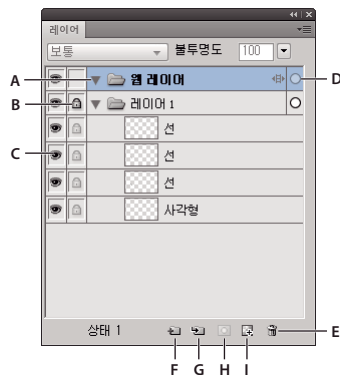 레이어
보통 불투명도 100
A 웹 레이어 D
B 레이어 1
선
C 선
선
사각형
상태 1 E
F G H I